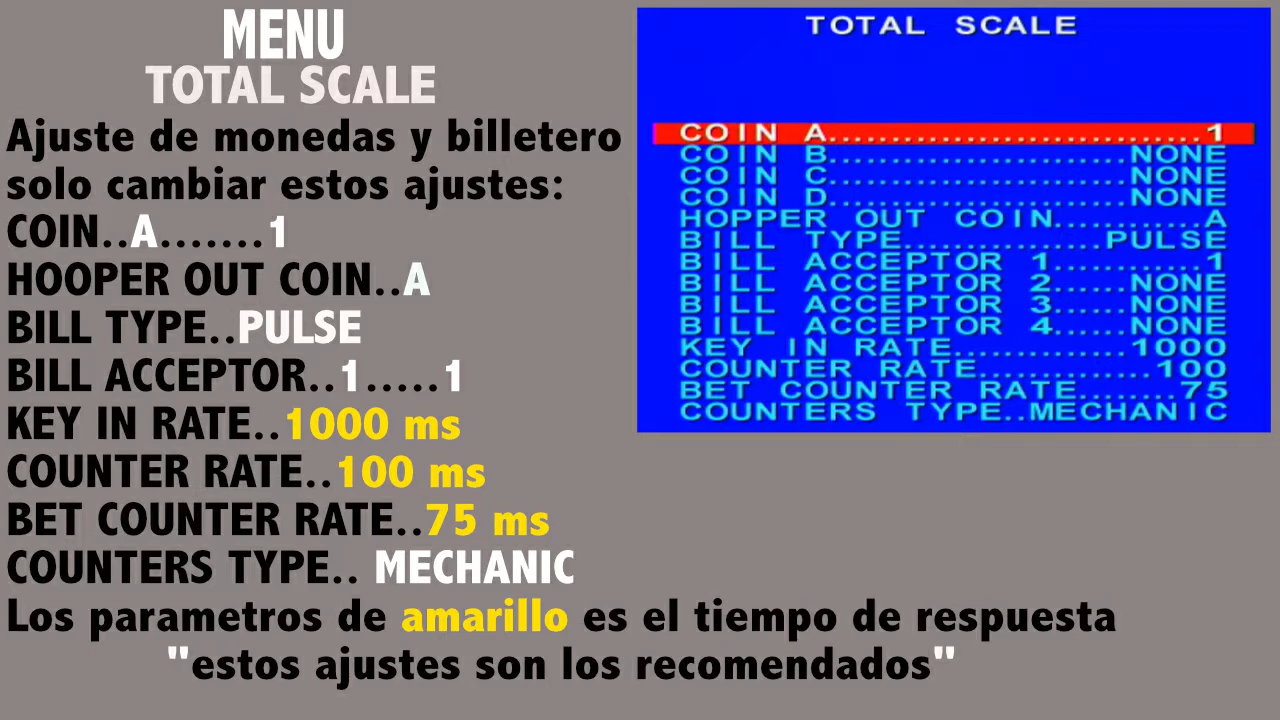 MENU
TOTAL SCALE
Ajuste de monedas y billetero
solo cambiar estos ajustes:
COIN..A.......1
HOOPER OUT COIN..A
BILL TYPE..PULSE
BILL ACCEPTOR..1.....1
KEY IN RATE..1000 ms
COUNTER RATE..100 ms
BET COUNTER RATE..75 ms
COUNTERS TYPE.. MECHANIC
Los parametros de amarillo es el tiempo de respuesta
"estos ajustes son los recomendados"
TOTAL SCALE
COIN A..............................1
COIN B........................NONE
COIN C........................NONE
COIN D........................NONE
HOPPER OUT COIN............A
BILL TYPE................PULSE
BILL ACCEPTOR 1............1
BILL ACCEPTOR 2......NONE
BILL ACCEPTOR 3......NONE
BILL ACCEPTOR 4......NONE
KEY IN RATE..............1000
COUNTER RATE..............100
BET COUNTER RATE........75
COUNTERS TYPE..MECHANIC